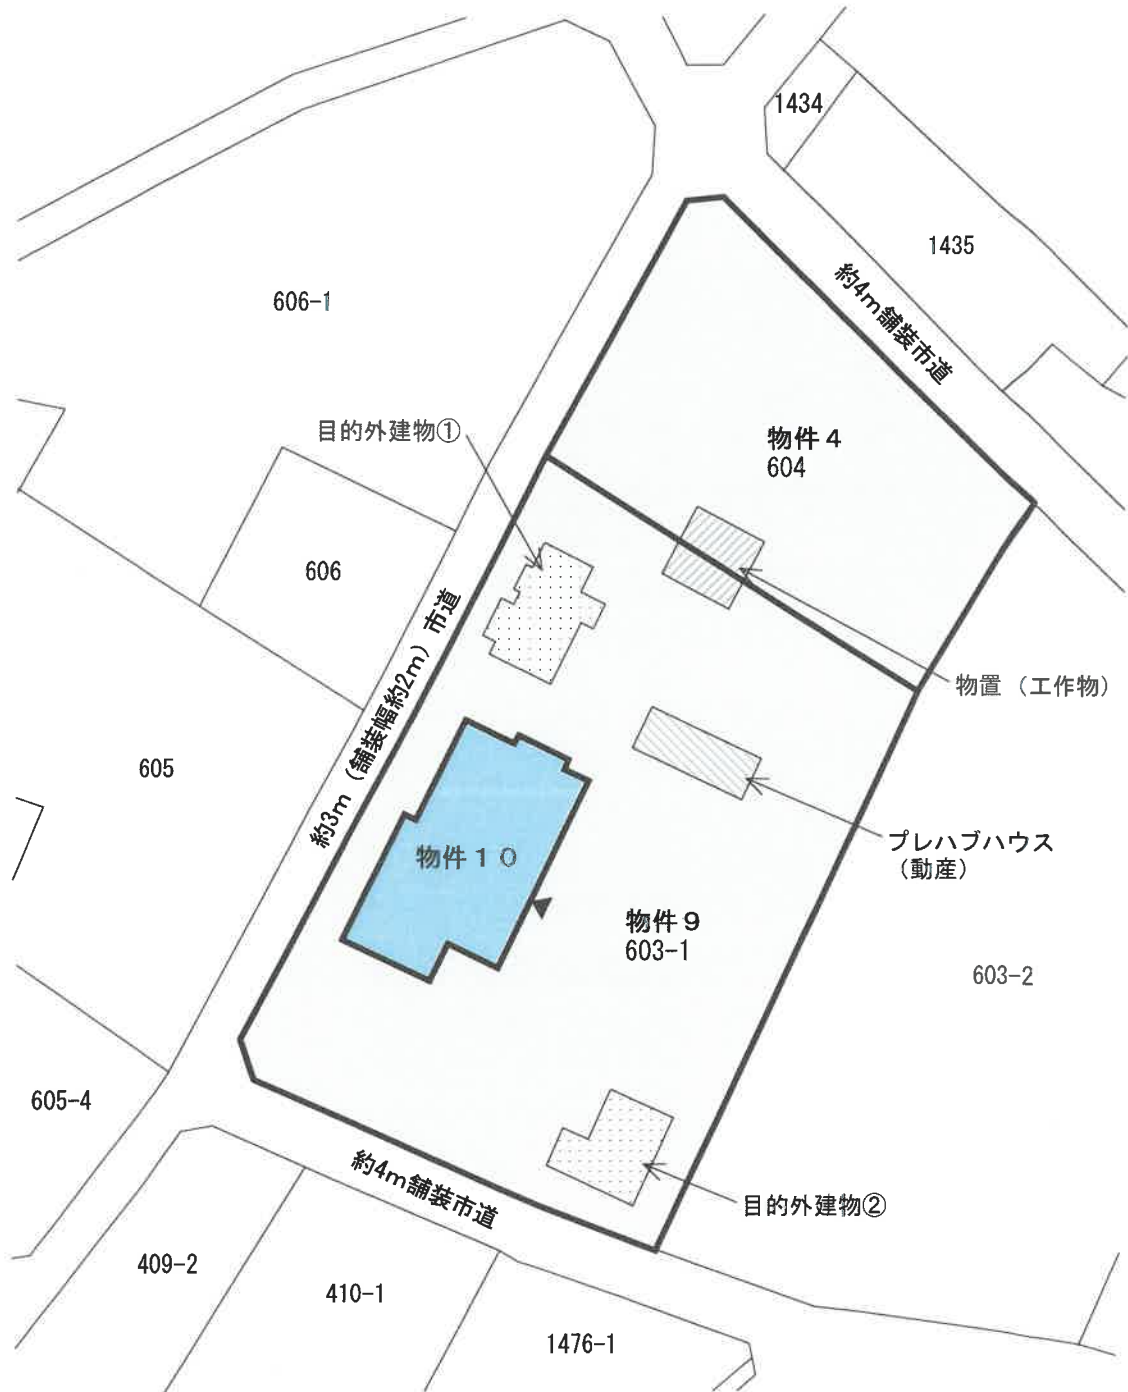 1434
1435
606-1
約4m舗装市道
目的外建物①
物件4
604
606
約3m（舗装幅約2m）市道
物置（工作物）
605
プレハブハウス
（動産）
物件１０
物件9
603-1
603-2
605-4
約4m舗装市道
目的外建物②
409-2
410-1
1476-1